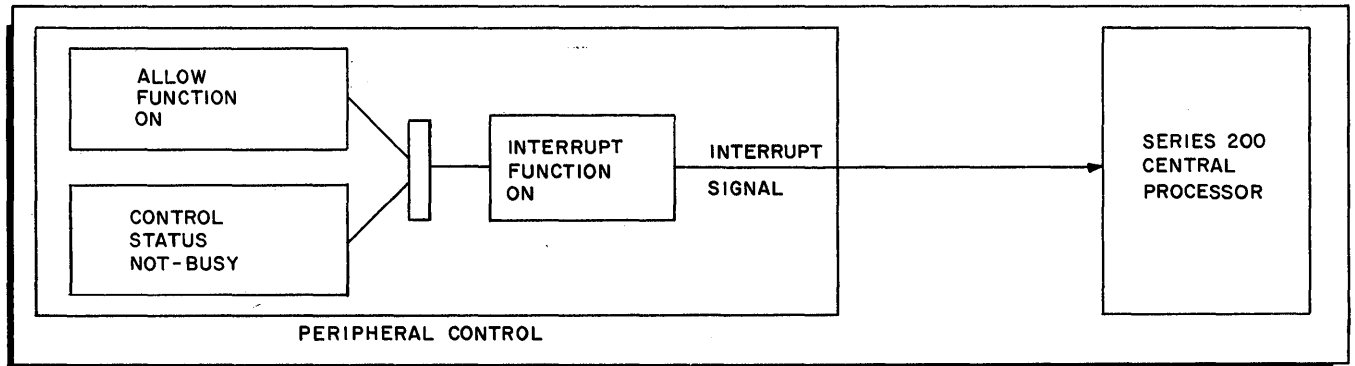 ALLOW
FUNCTION
ON
CONTROL
STATUS
NOT-BUSY
INTERRUPT
FUNCTION
ON
INTERRUPT
SIGNAL
SERIES 200
CENTRAL
PROCESSOR
PERIPHERAL CONTROL